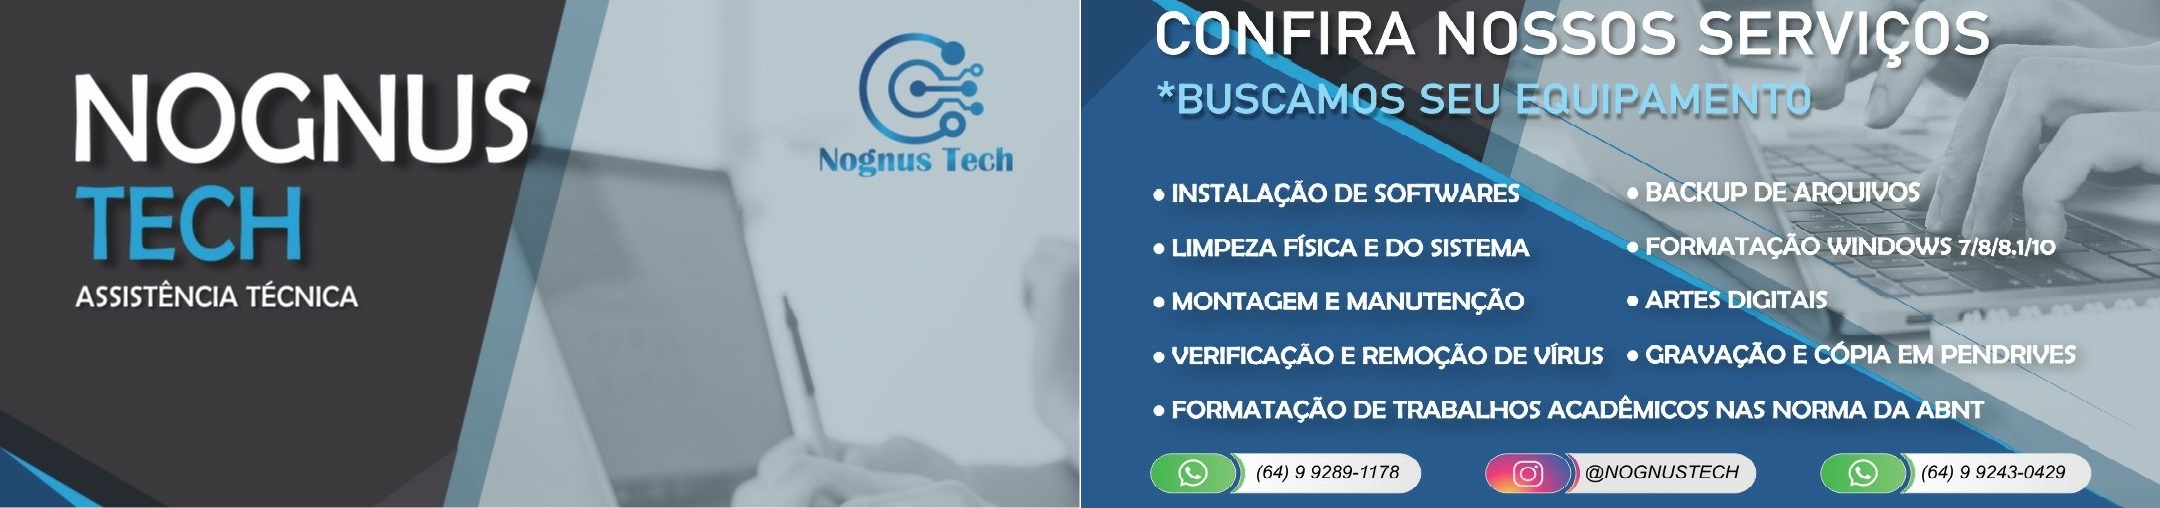 NOGNUS
TECH
ASSISTÊNCIA TÉCNICA
Nognus Tech
CONFIRA NOSSOS SERVIÇOS
*BUSCAMOS SEU EQUIPAMENTO
• INSTALAÇÃO DE SOFTWARES
• LIMPEZA FÍSICA E DO SISTEMA
• MONTAGEM E MANUTENÇÃO
• VERIFICAÇÃO E REMOÇÃO DE VÍRUS
• BACKUP DE ARQUIVOS
• FORMATAÇÃO WINDOWS 7/8/8.1/10
• ARTES DIGITAIS
• GRAVAÇÃO E CÓPIA EM PENDRIVES
• FORMATAÇÃO DE TRABALHOS ACADÊMICOS NAS NORMA DA ABNT
(64) 9 9289-1178
@NOGNUSTECH
(64) 9 9243-0429